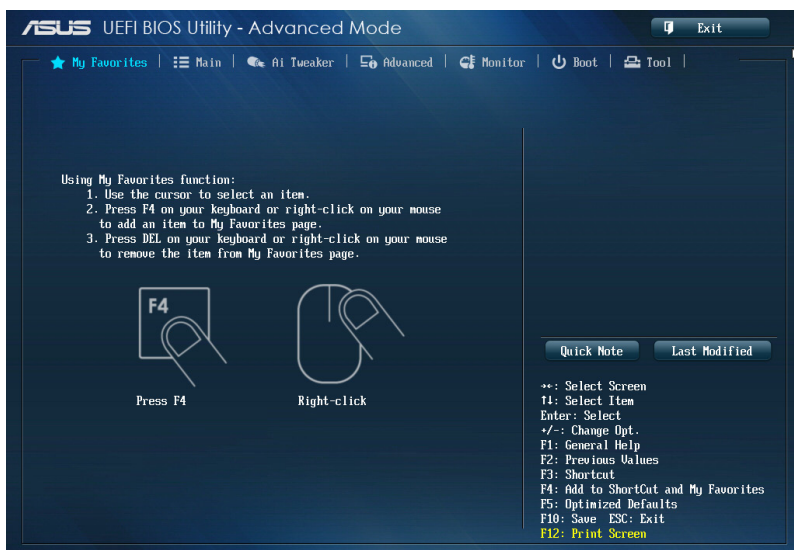 ASUS UEFI BIOS Utility - Advanced Mode
Exit
My Favorites | Main | Ai Tweaker | Advanced | Monitor | Boot | Tool |
Using My Favorites function:
1. Use the cursor to select an item.
2. Press F4 on your keyboard or right-click on your mouse
to add an item to My Favorites page.
3. Press DEL on your keyboard or right-click on your mouse
to remove the item from My Favorites page.
F4
Press F4
Right-click
Quick Note
Last Modified
→←: Select Screen
↑↓: Select Item
Enter: Select
+/-: Change Opt.
F1: General Help
F2: Previous Values
F3: Shortcut
F4: Add to ShortCut and My Favorites
F5: Optimized Defaults
F10: Save ESC: Exit
F12: Print Screen